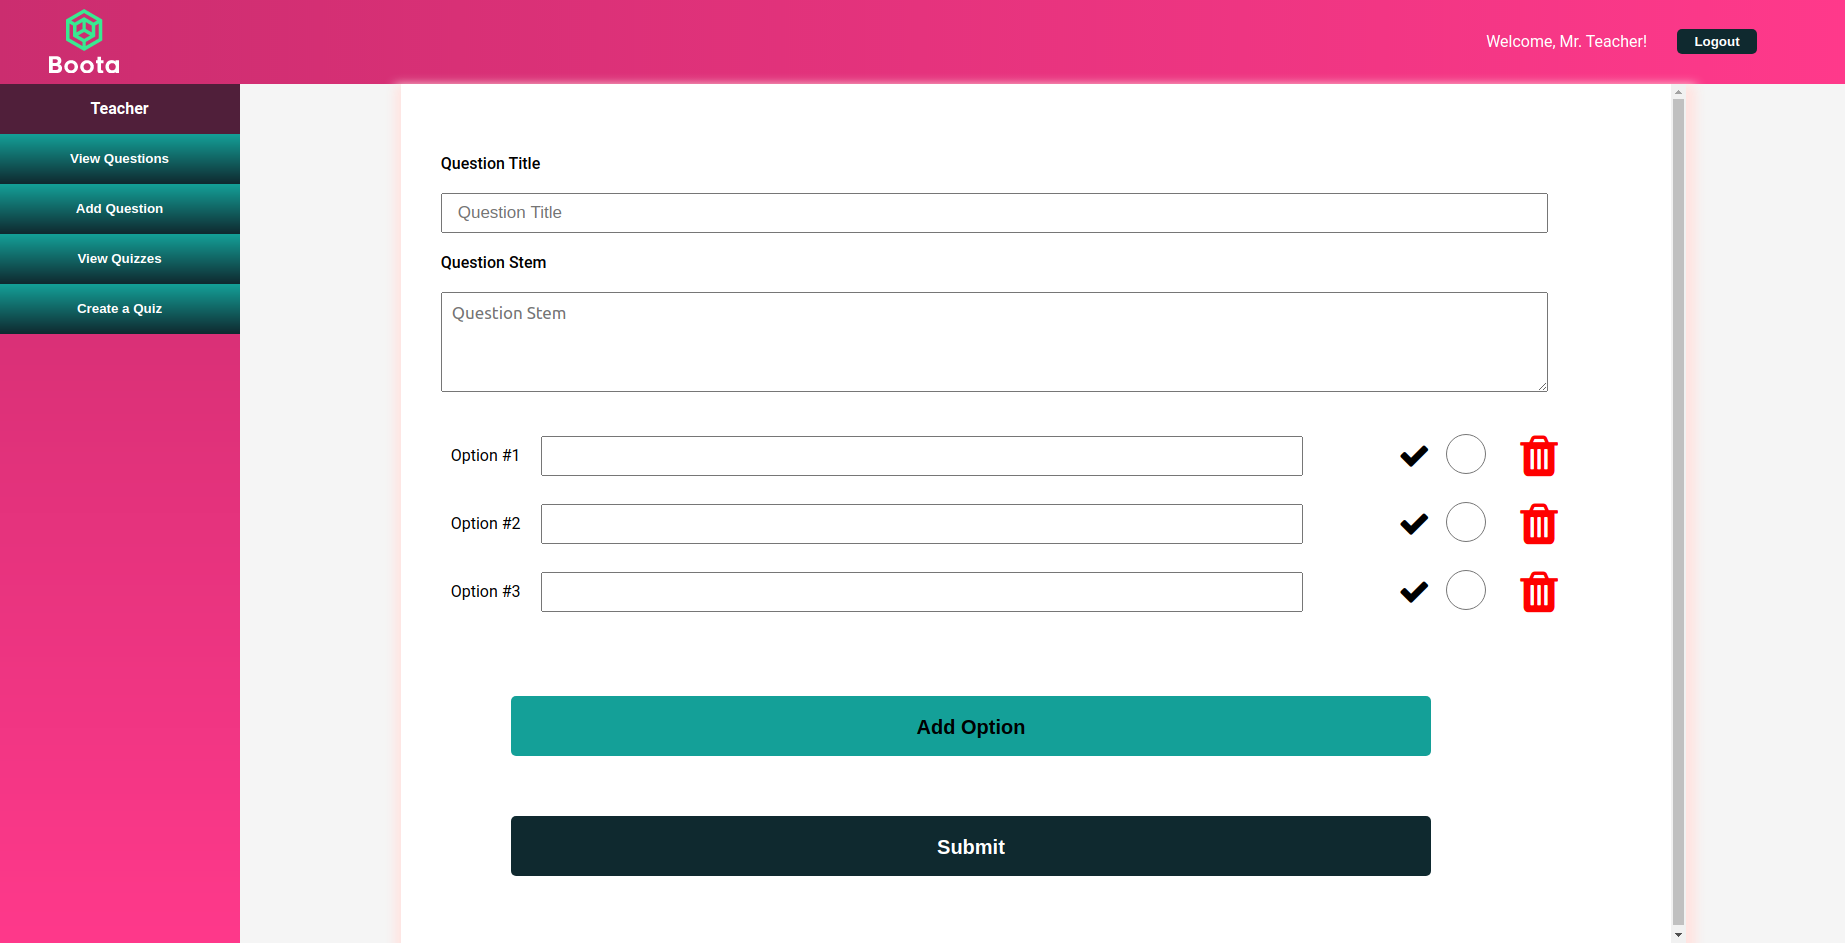 Boota
Welcome, Mr. Teacher!
Logout
Teacher
View Questions
Add Question
View Quizzes
Create a Quiz
Question Title
Question Title
Question Stem
Question Stem
Option #1
Option #2
Option #3
Add Option
Submit